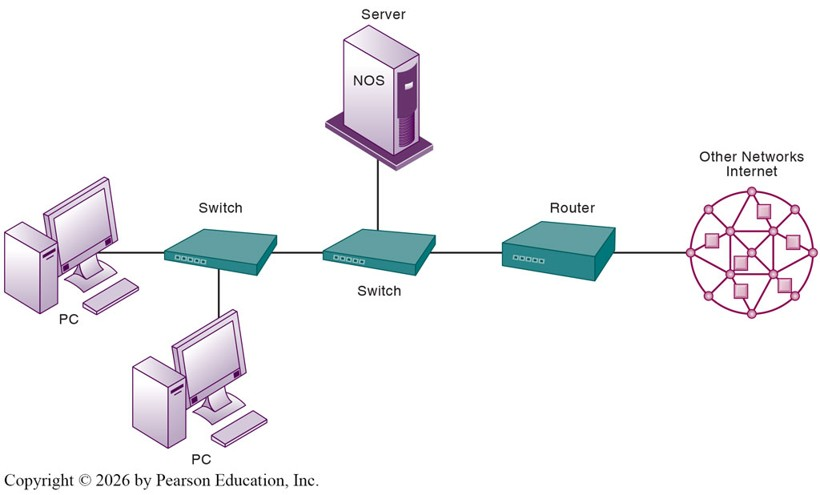 Server
NOS
Other Networks
Internet
Switch
Router
Switch
PC
PC
Copyright © 2026 by Pearson Education, Inc.